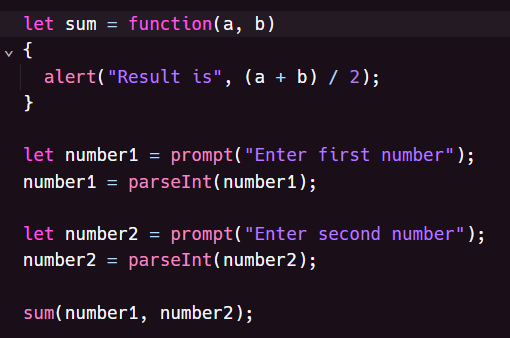 let sum = function(a, b)
{
alert("Result is", (a + b) / 2);
}
let number1 = prompt("Enter first number");
number1 = parseInt(number1);
let number2 = prompt("Enter second number");
number2 = parseInt(number2);
sum(number1, number2);